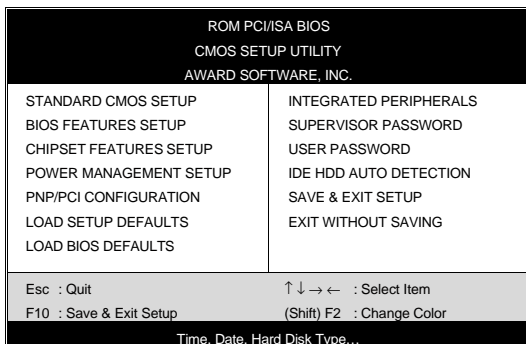 ROM PCI/ISA BIOS
CMOS SETUP UTILITY
AWARD SOFTWARE, INC.
STANDARD CMOS SETUP
BIOS FEATURES SETUP
CHIPSET FEATURES SETUP
POWER MANAGEMENT SETUP
PNP/PCI CONFIGURATION
LOAD SETUP DEFAULTS
LOAD BIOS DEFAULTS
INTEGRATED PERIPHERALS
SUPERVISOR PASSWORD
USER PASSWORD
IDE HDD AUTO DETECTION
SAVE & EXIT SETUP
EXIT WITHOUT SAVING
Esc : Quit ↑ ↓ → ← : Select Item
F10 : Save & Exit Setup (Shift) F2 : Change Color
Time, Date, Hard Disk Type…